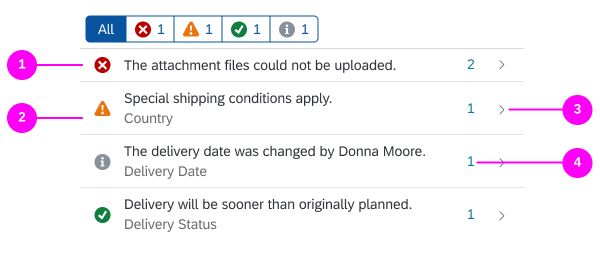 All 1 1 1 1
1 The attachment files could not be uploaded. 2
Special shipping conditions apply.
2 Country 1 3
The delivery date was changed by Donna Moore.
Delivery Date 1 4
Delivery will be sooner than originally planned.
Delivery Status 1